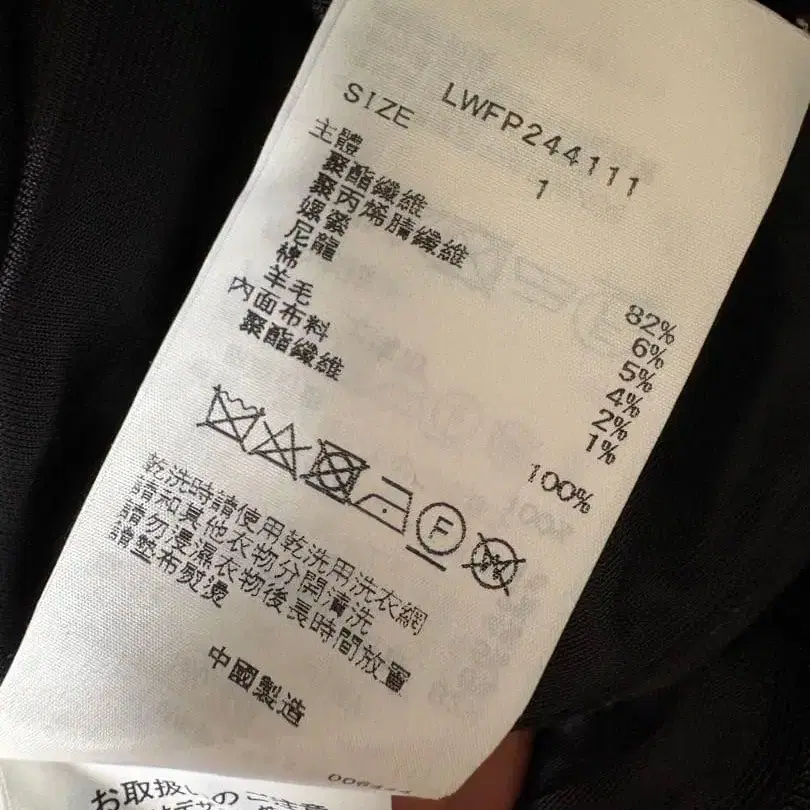 LWFP244111
SIZE 1
主體
聚酯纖維 82%
聚丙烯腈纖維 6%
嫘縈 5%
尼龍 4%
棉 2%
羊毛 1%
內面布料
聚酯纖維 100%
F
W
乾洗時請使用乾洗用洗衣網
請和其他衣物分開清洗
請勿浸濕衣物後長時間放置
請墊布熨燙
中國製造
お取扱いのご注意